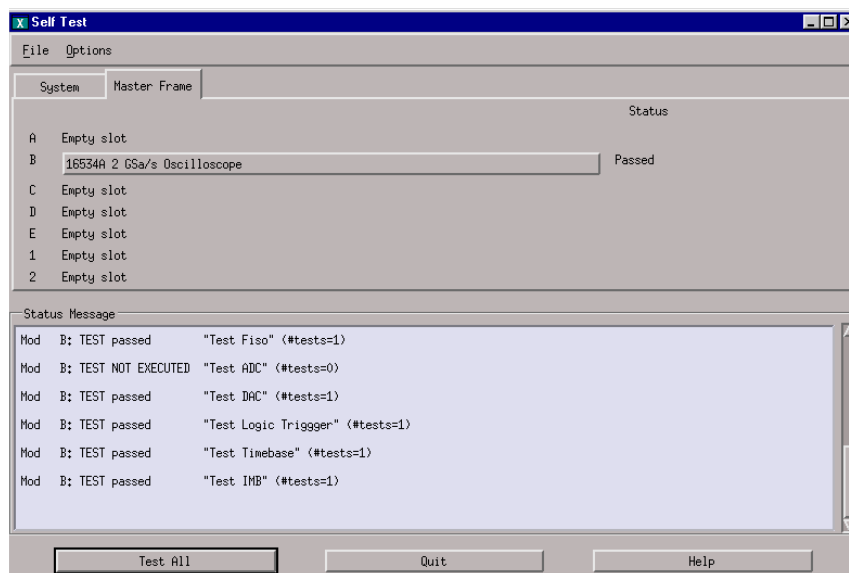 Self Test
File Options
System Master Frame
Status
A Empty slot
B 16534A 2 GSa/s Oscilloscope Passed
C Empty slot
D Empty slot
E Empty slot
1 Empty slot
2 Empty slot
Status Message
Mod B: TEST passed "Test Fiso" (#tests=1)
Mod B: TEST NOT EXECUTED "Test ADC" (#tests=0)
Mod B: TEST passed "Test DAC" (#tests=1)
Mod B: TEST passed "Test Logic Triggger" (#tests=1)
Mod B: TEST passed "Test Timebase" (#tests=1)
Mod B: TEST passed "Test IMB" (#tests=1)
Test All Quit Help